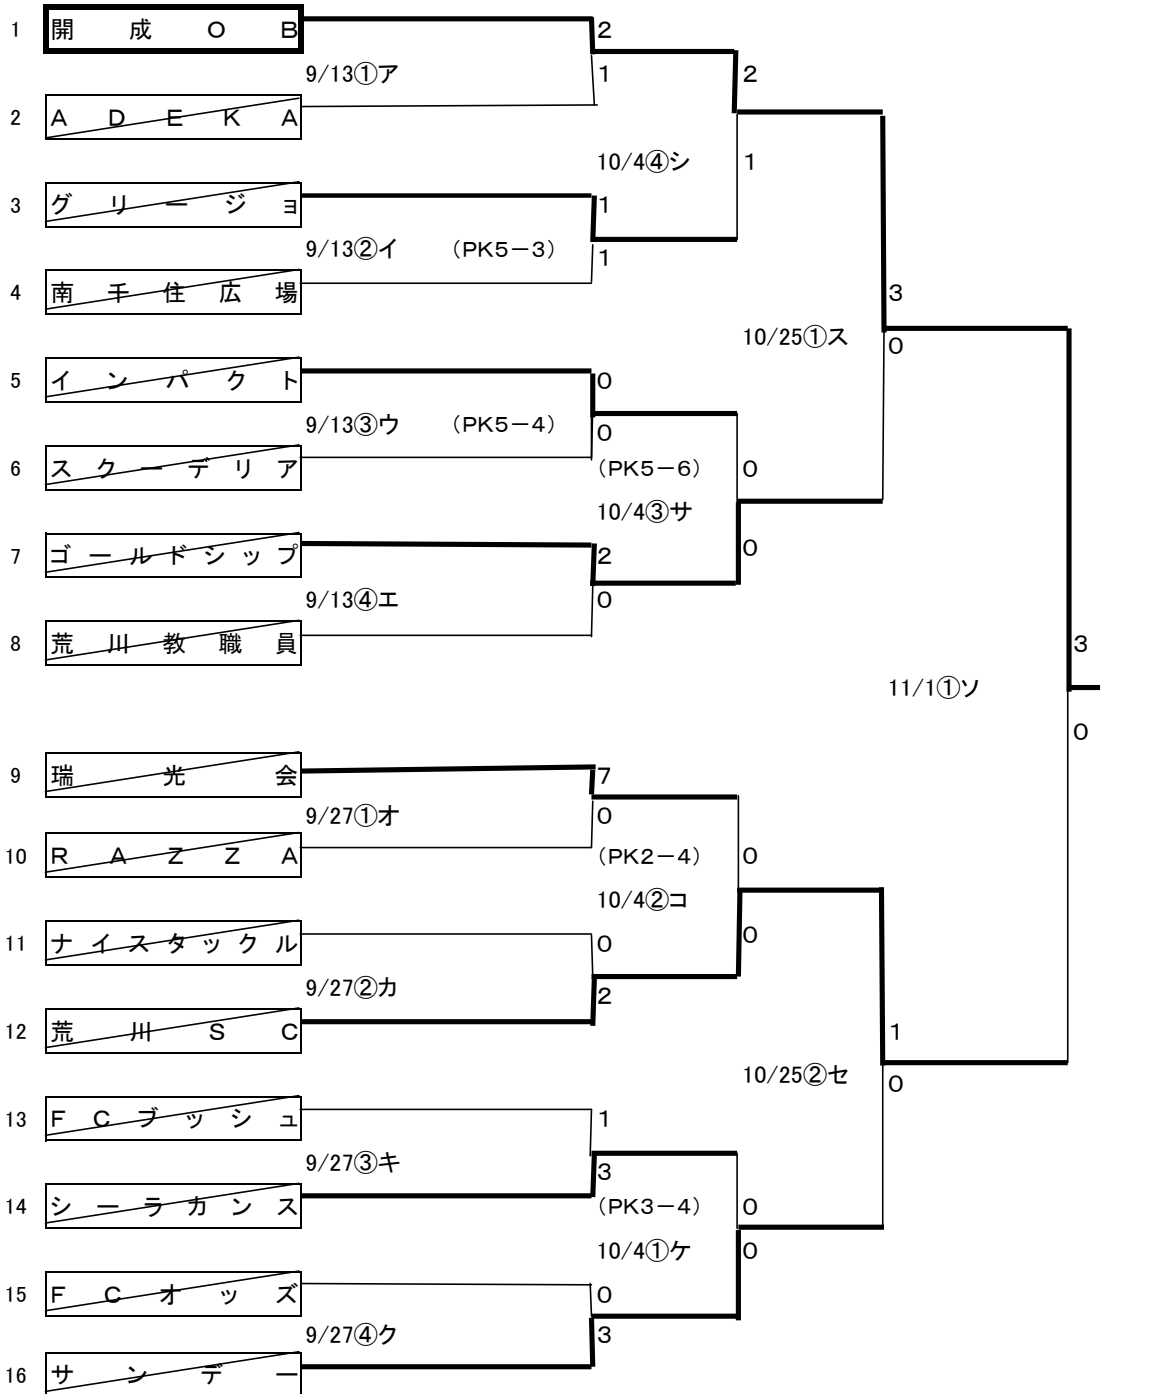 1 開成OB
2
9/13①ア
1
2
2 ADEKA
10/4④シ
1
3 グリージョ
1
9/13②イ (PK5-3)
1
4 南千住広場
3
10/25①ス
0
5 インパクト
0
9/13③ウ (PK5-4)
0
6 スクーデリア
(PK5-6)
0
10/4③サ
7 ゴールドシップ
2
0
9/13④エ
0
8 荒川教職員
3
11/1①ソ
0
9 瑞光会
7
9/27①オ
0
10 RAZZA
(PK2-4)
0
10/4②コ
11 ナイスタックル
0
0
9/27②カ
2
12 荒川SC
1
10/25②セ
0
13 FCブッシュ
1
9/27③キ
3
14 シーラカンス
(PK3-4)
0
10/4①ケ
0
15 FCオッズ
0
9/27④ク
3
16 サンデー